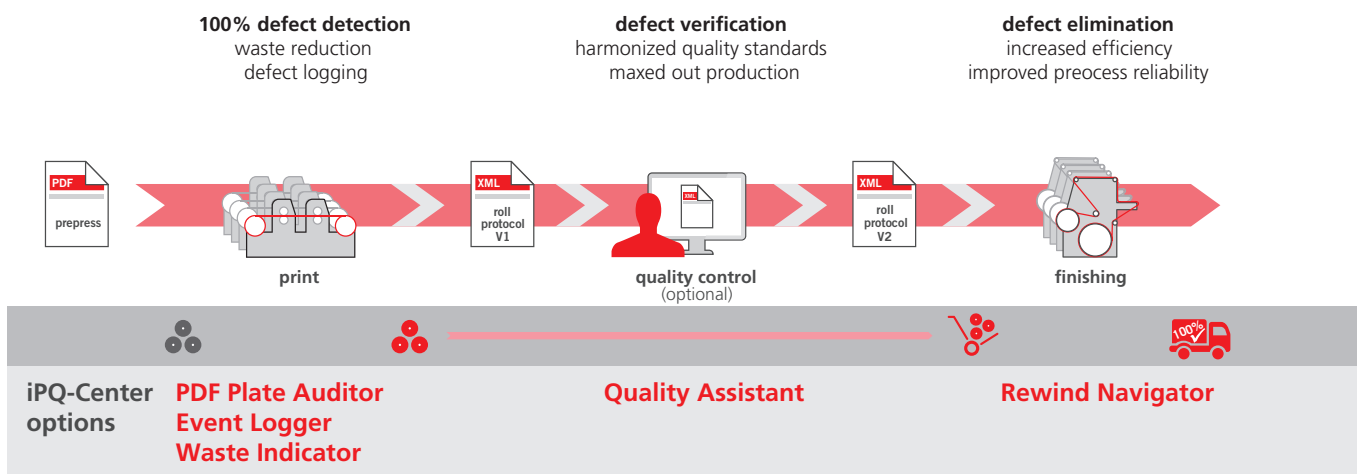 100% defect detection
waste reduction
defect logging
defect verification
harmonized quality standards
maxed out production
defect elimination
increased efficiency
improved preocess reliability
PDF
prepress
print
XML
roll
protocol
V1
XML
quality control
(optional)
XML
roll
protocol
V2
finishing
100%
iPQ-Center
options
PDF Plate Auditor
Event Logger
Waste Indicator
Quality Assistant
Rewind Navigator